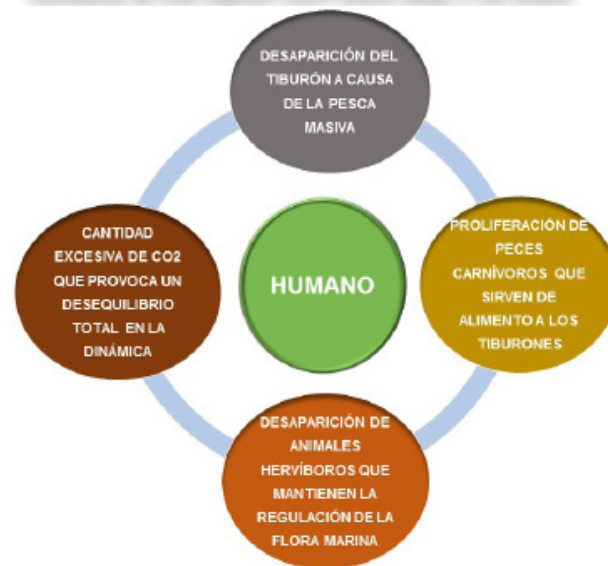 DESAPARICIÓN DEL
TIBURÓN A CAUSA
DE LA PESCA
MASIVA
PROLIFERACIÓN DE
PECES
CARNÍVOROS QUE
SIRVEN DE
ALIMENTO A LOS
TIBURONES
HUMANO
CANTIDAD
EXCESIVA DE CO2
QUE PROVOCA UN
DESEQUILIBRIO
TOTAL EN LA
DINÁMICA
DESAPARICIÓN DE
ANIMALES
HERVÍBOROS QUE
MANTIENEN LA
REGULACIÓN DE LA
FLORA MARINA